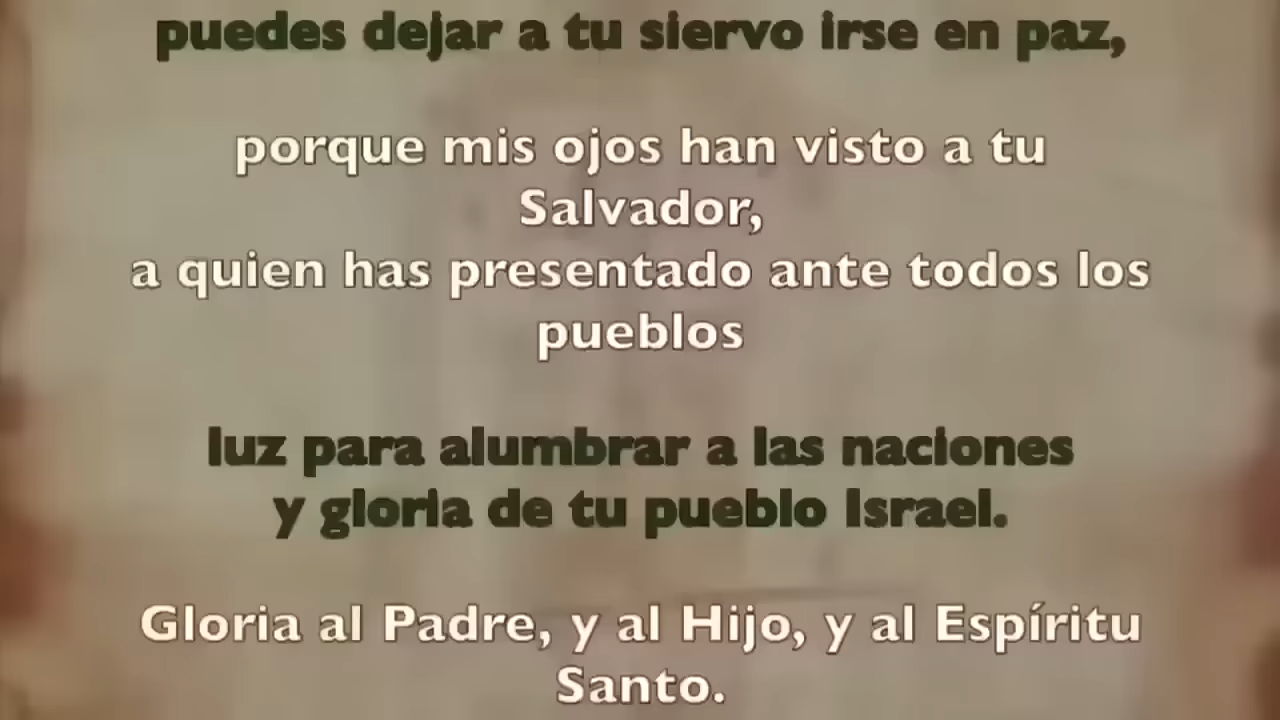 puedes dejar a tu siervo irse en paz,
porque mis ojos han visto a tu
Salvador,
a quien has presentado ante todos los
pueblos
luz para alumbrar a las naciones
y gloria de tu pueblo Israel.
Gloria al Padre, y al Hijo, y al Espíritu
Santo.